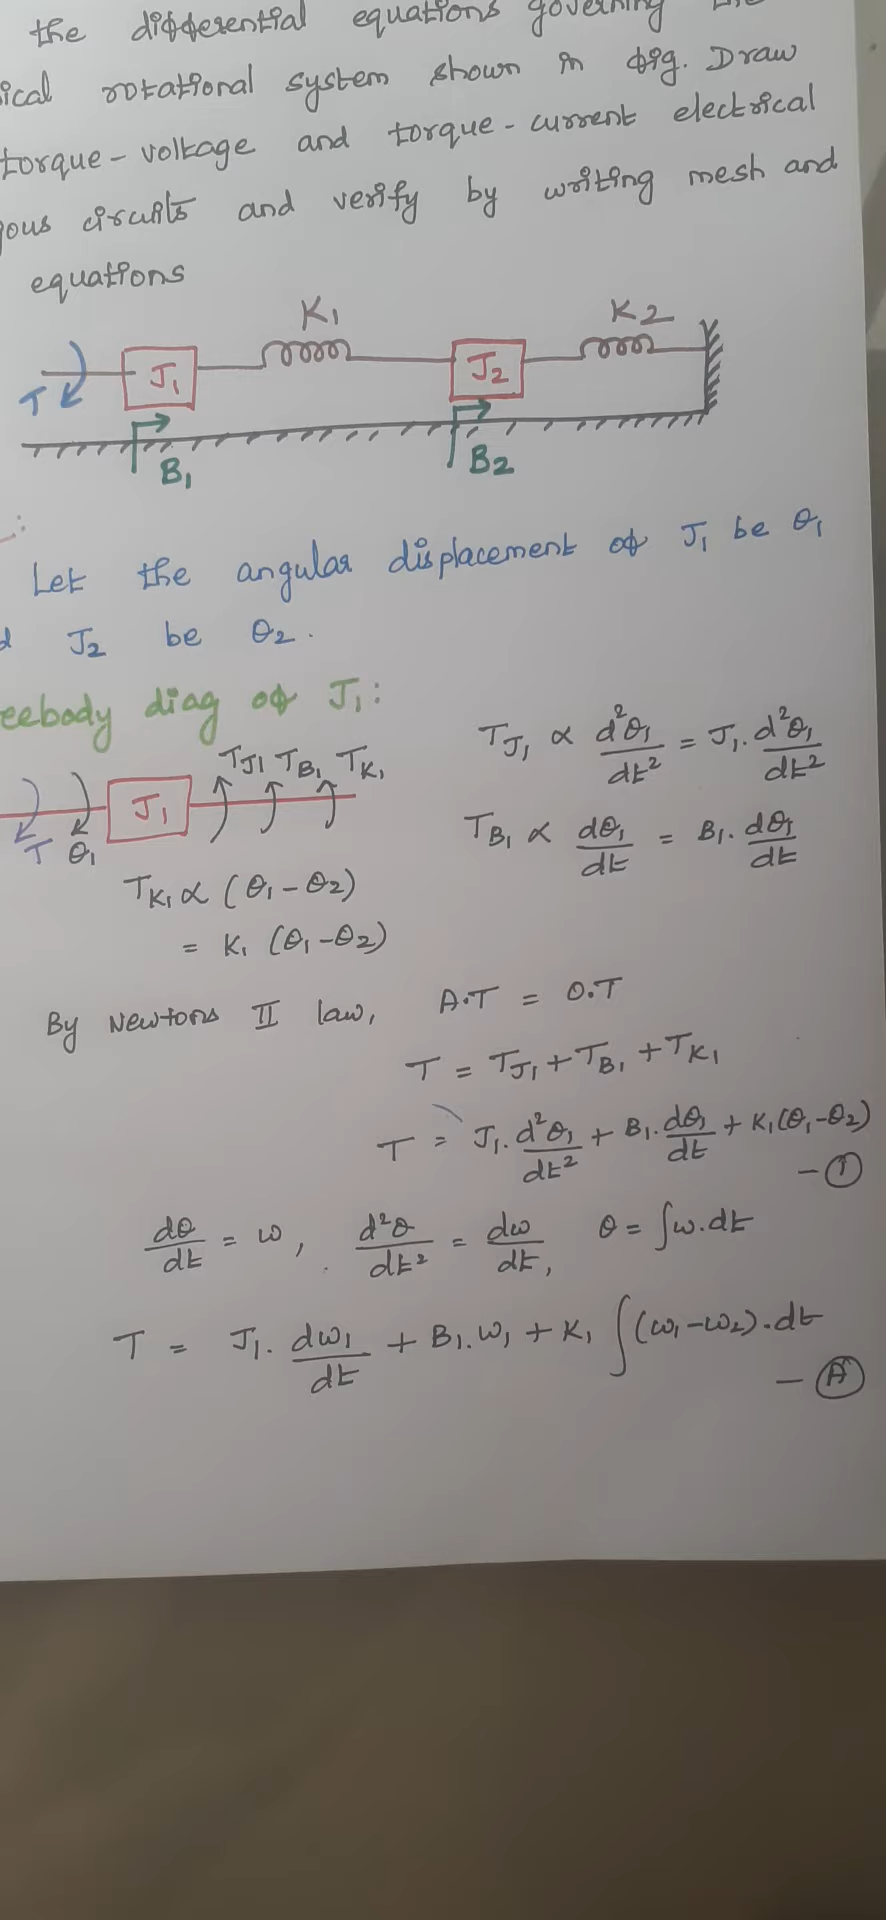 the differential equations governing the
ical rotational system shown in fig. Draw
torque-voltage and torque-current electrical
gous circuits and verify by writing mesh and
equations
K1 K2
T J1 J2
B1 B2
Let the angular displacement of J1 be θ1
J2 be θ2.
eebody diag of J1:
TJ1 TB1 TK1
T θ1 J1
TJ1 ∝ d²θ1/dt² = J1. d²θ1/dt²
TB1 ∝ dθ1/dt = B1. dθ1/dt
TK1 ∝ (θ1-θ2)
= K1 (θ1-θ2)
By Newtons II law, A.T = O.T
T = TJ1 + TB1 + TK1
T = J1. d²θ1/dt² + B1. dθ1/dt + K1(θ1-θ2)
- ①
dθ/dt = ω, d²θ/dt² = dω/dt, θ = ∫ω.dt
T = J1. dω1/dt + B1.ω1 + K1 ∫(ω1-ω2).dt
- Ⓐ